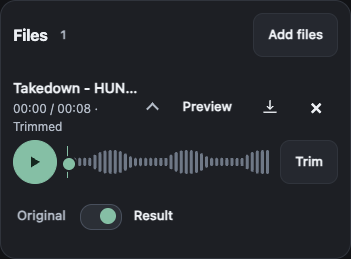 Files 1 Add files
Takedown - HUN...
00:00 / 00:08 ·
Trimmed
Preview
Trim
Original Result